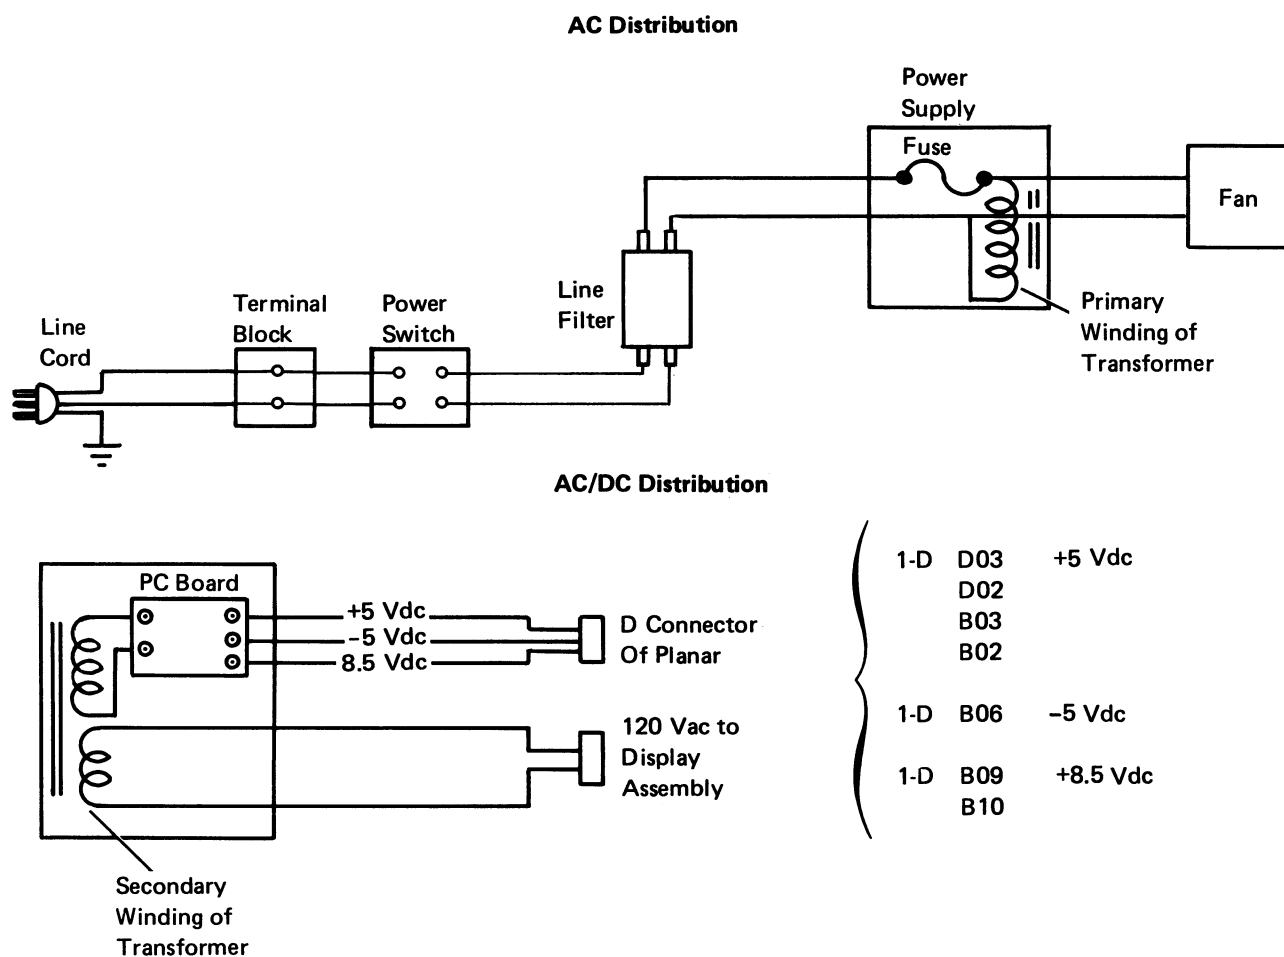 AC Distribution
Power
Supply
Fuse
Fan
Line
Filter
Primary
Winding of
Transformer
Terminal
Block
Power
Switch
Line
Cord
AC/DC Distribution
PC Board
+5 Vdc
–5 Vdc
8.5 Vdc
D Connector
Of Planar
120 Vac to
Display
Assembly
Secondary
Winding of
Transformer
1-D D03 +5 Vdc
D02
B03
B02
1-D B06 –5 Vdc
1-D B09 +8.5 Vdc
B10